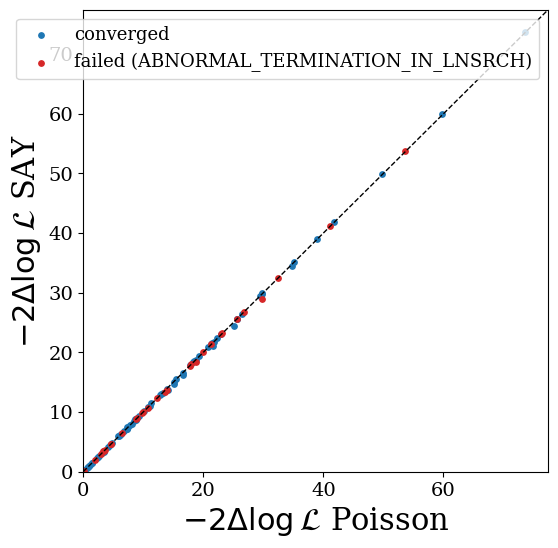 converged
failed (ABNORMAL_TERMINATION_IN_LNSRCH)
70
60
50
40
30
20
10
0
0 20 40 60
−2Δlog ℒ SAY
−2Δlog ℒ Poisson